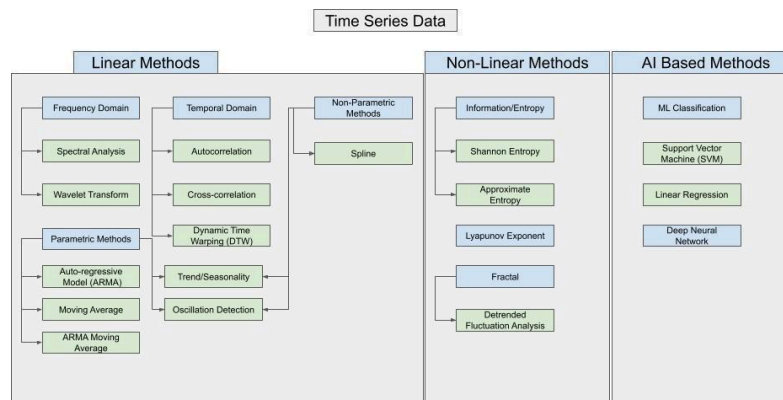 Time Series Data
Linear Methods
Frequency Domain
Spectral Analysis
Wavelet Transform
Parametric Methods
Auto-regressive
Model (ARMA)
Moving Average
ARMA Moving
Average
Temporal Domain
Autocorrelation
Cross-correlation
Dynamic Time
Warping (DTW)
Trend/Seasonality
Oscillation Detection
Non-Parametric
Methods
Spline
Non-Linear Methods
Information/Entropy
Shannon Entropy
Approximate
Entropy
Lyapunov Exponent
Fractal
Detrended
Fluctuation Analysis
AI Based Methods
ML Classification
Support Vector
Machine (SVM)
Linear Regression
Deep Neural
Network